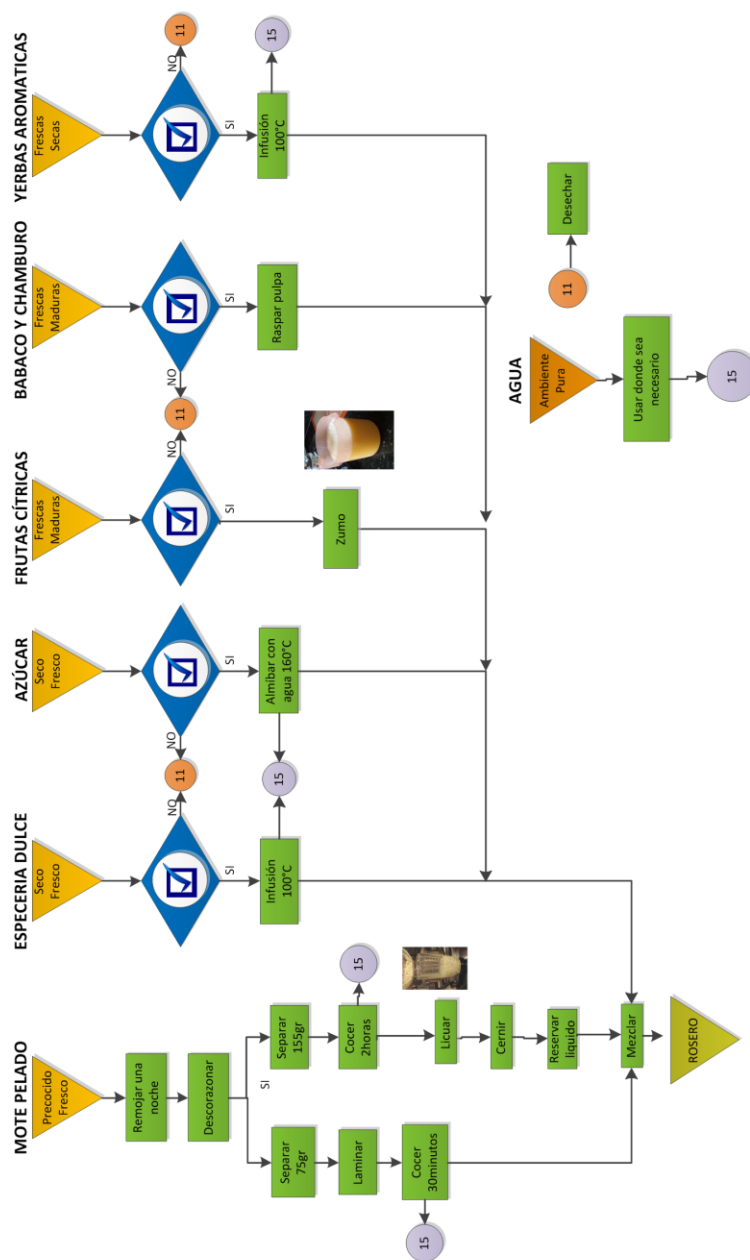 MOTE PELADO
Precocido
Fresco
Remojar una
noche
Descorazonar
SI
Separar
75gr
Laminar
Cocer
30minutos
15
Separar
155gr
Cocer
2horas
15
Licuar
Cernir
Reservar
liquido
Mezclar
ROSERO
ESPECERIA DULCE
Seco
Fresco
NO
11
SI
Infusión
100°C
15
AZÚCAR
Seco
Fresco
NO
SI
Almibar con
agua 160°C
FRUTAS CÍTRICAS
Frescas
Maduras
NO
11
SI
Zumo
BABACO Y CHAMBURO
Frescas
Maduras
NO
SI
Raspar pulpa
YERBAS AROMATICAS
Frescas
Secas
NO
11
SI
Infusión
100°C
15
AGUA
Ambiente
Pura
Usar donde sea
necesario
15
11
Desechar